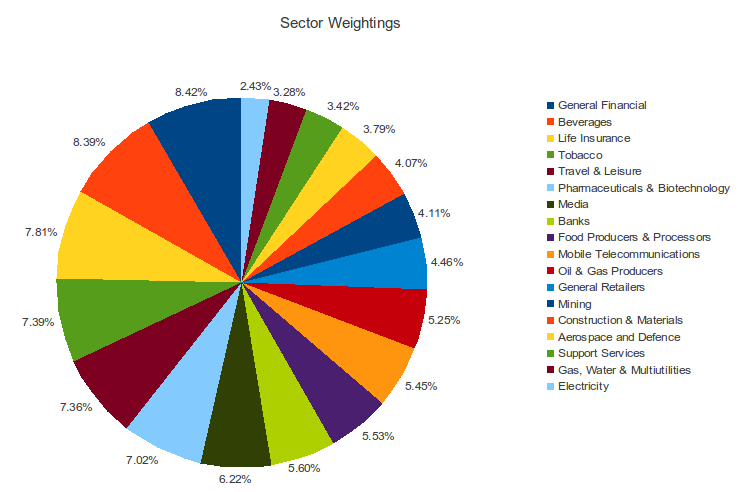 Sector Weightings
8.42%
2.43%
3.28%
3.42%
8.39%
3.79%
4.07%
7.81%
4.11%
4.46%
7.39%
5.25%
7.36%
5.45%
7.02%
5.53%
6.22%
5.60%
General Financial
Beverages
Life Insurance
Tobacco
Travel & Leisure
Pharmaceuticals & Biotechnology
Media
Banks
Food Producers & Processors
Mobile Telecommunications
Oil & Gas Producers
General Retailers
Mining
Construction & Materials
Aerospace and Defence
Support Services
Gas, Water & Multiutilities
Electricity